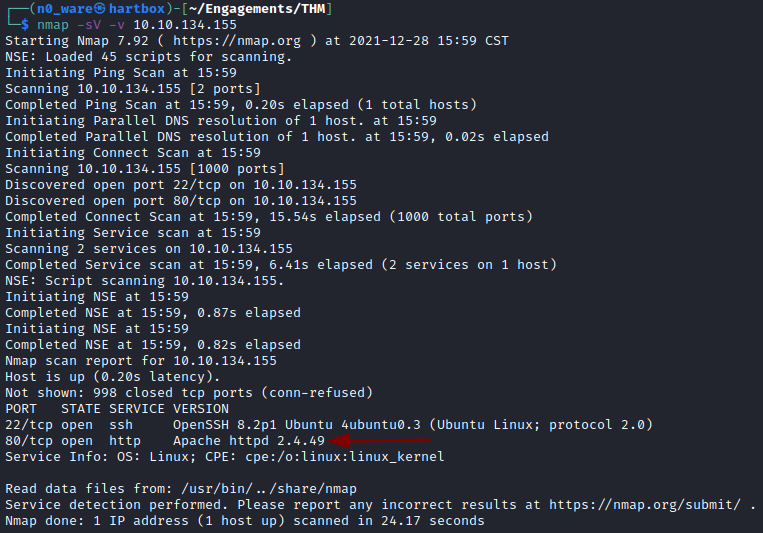 ┌──(n0_ware㉿hartbox)-[~/Engagements/THM]
└─$ nmap -sV -v 10.10.134.155
Starting Nmap 7.92 ( https://nmap.org ) at 2021-12-28 15:59 CST
NSE: Loaded 45 scripts for scanning.
Initiating Ping Scan at 15:59
Scanning 10.10.134.155 [2 ports]
Completed Ping Scan at 15:59, 0.20s elapsed (1 total hosts)
Initiating Parallel DNS resolution of 1 host. at 15:59
Completed Parallel DNS resolution of 1 host. at 15:59, 0.02s elapsed
Initiating Connect Scan at 15:59
Scanning 10.10.134.155 [1000 ports]
Discovered open port 22/tcp on 10.10.134.155
Discovered open port 80/tcp on 10.10.134.155
Completed Connect Scan at 15:59, 15.54s elapsed (1000 total ports)
Initiating Service scan at 15:59
Scanning 2 services on 10.10.134.155
Completed Service scan at 15:59, 6.41s elapsed (2 services on 1 host)
NSE: Script scanning 10.10.134.155.
Initiating NSE at 15:59
Completed NSE at 15:59, 0.87s elapsed
Initiating NSE at 15:59
Completed NSE at 15:59, 0.82s elapsed
Nmap scan report for 10.10.134.155
Host is up (0.20s latency).
Not shown: 998 closed tcp ports (conn-refused)
PORT   STATE SERVICE VERSION
22/tcp open  ssh     OpenSSH 8.2p1 Ubuntu 4ubuntu0.3 (Ubuntu Linux; protocol 2.0)
80/tcp open  http    Apache httpd 2.4.49
Service Info: OS: Linux; CPE: cpe:/o:linux:linux_kernel

Read data files from: /usr/bin/../share/nmap
Service detection performed. Please report any incorrect results at https://nmap.org/submit/ .
Nmap done: 1 IP address (1 host up) scanned in 24.17 seconds